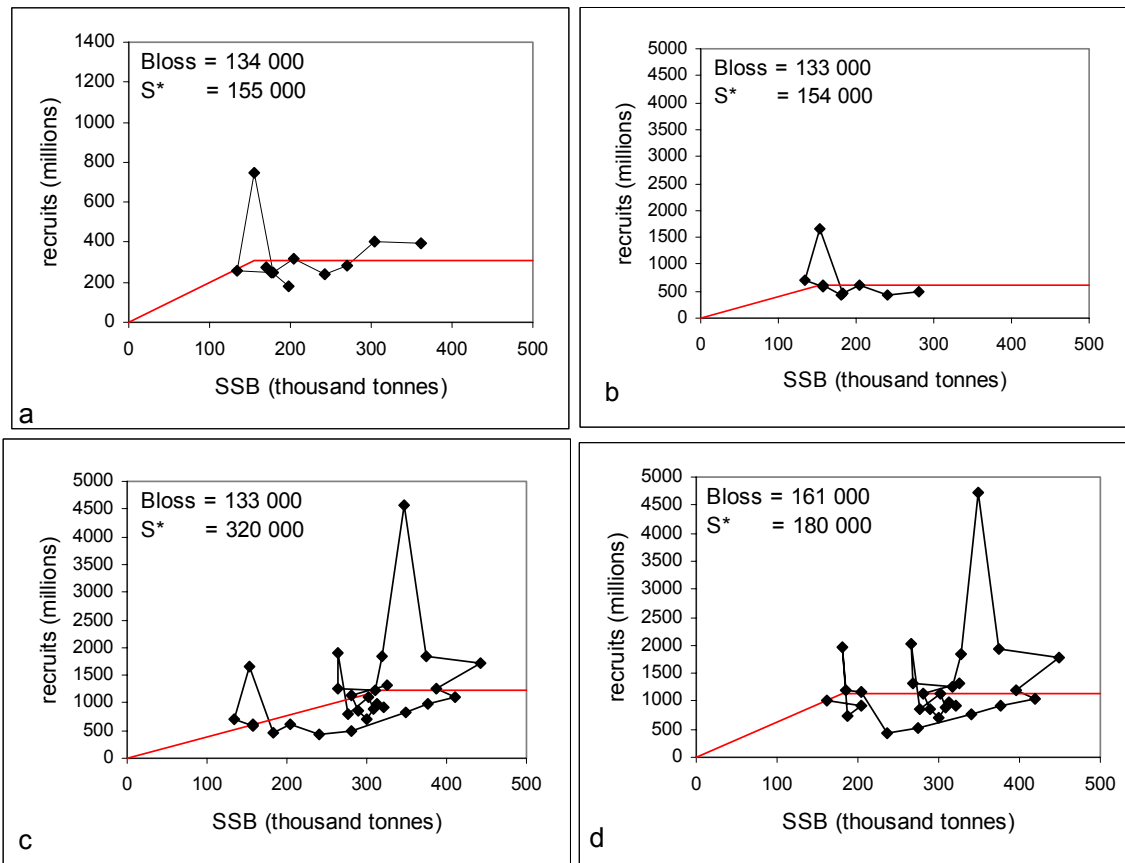 1400
1200
1000
800
600
400
200
0
recruits (millions)
Bloss = 134 000
S* = 155 000
0 100 200 300 400 500
SSB (thousand tonnes)
a
5000
4500
4000
3500
3000
2500
2000
1500
1000
500
0
recruits (millions)
Bloss = 133 000
S* = 154 000
0 100 200 300 400 500
SSB (thousand tonnes)
b
5000
4500
4000
3500
3000
2500
2000
1500
1000
500
0
recruits (millions)
Bloss = 133 000
S* = 320 000
0 100 200 300 400 500
SSB (thousand tonnes)
c
5000
4500
4000
3500
3000
2500
2000
1500
1000
500
0
recruits (millions)
Bloss = 161 000
S* = 180 000
0 100 200 300 400 500
SSB (thousand tonnes)
d